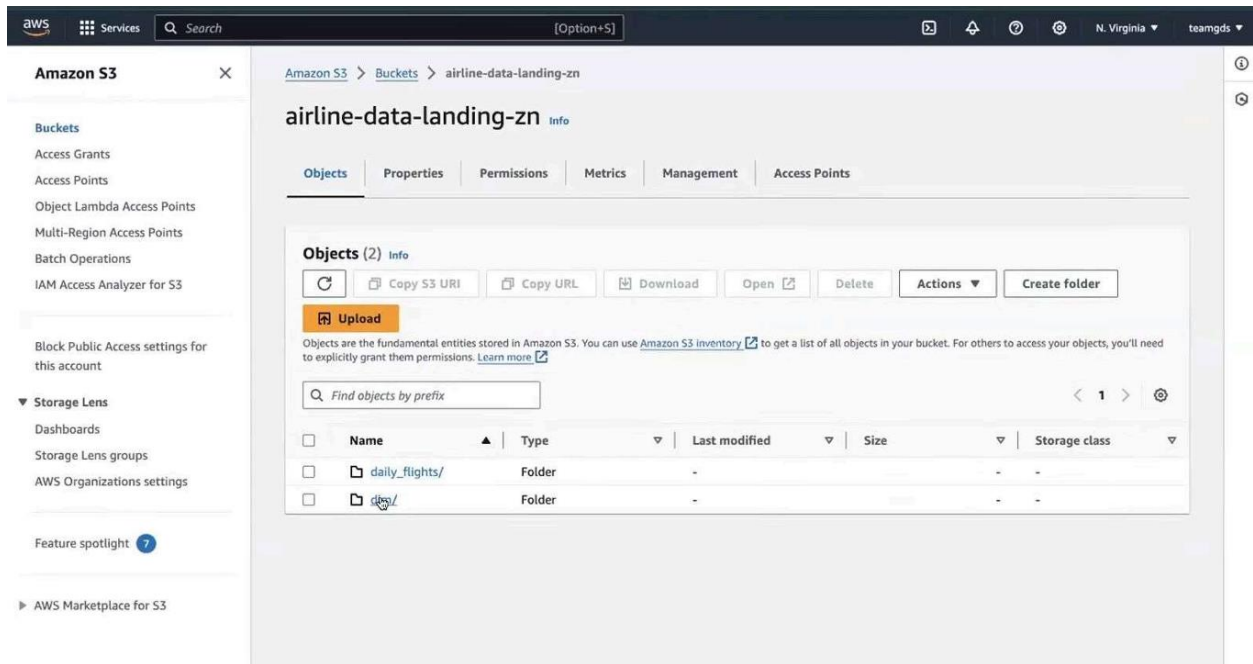 aws Services Search [Option+S] N. Virginia ▼ teamgds ▼
Amazon S3
Buckets
Access Grants
Access Points
Object Lambda Access Points
Multi-Region Access Points
Batch Operations
IAM Access Analyzer for S3
Block Public Access settings for
this account
▼ Storage Lens
Dashboards
Storage Lens groups
AWS Organizations settings
Feature spotlight 7
▶ AWS Marketplace for S3
Amazon S3 > Buckets > airline-data-landing-zn
airline-data-landing-zn Info
Objects Properties Permissions Metrics Management Access Points
Objects (2) Info
Copy S3 URI Copy URL Download Open Delete Actions ▼ Create folder
Upload
Objects are the fundamental entities stored in Amazon S3. You can use Amazon S3 inventory to get a list of all objects in your bucket. For others to access your objects, you'll need
to explicitly grant them permissions. Learn more
Find objects by prefix < 1 >
Name ▲ Type Last modified Size Storage class
daily_flights/ Folder - - -
dim/ Folder - - -